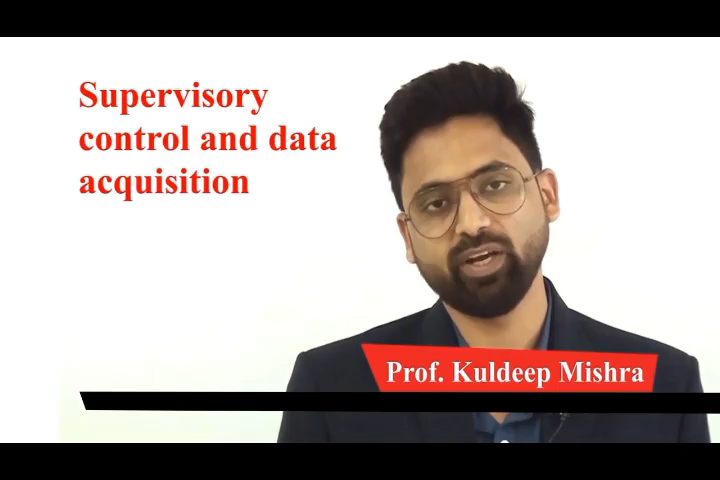 Supervisory
control and data
acquisition
Prof. Kuldeep Mishra